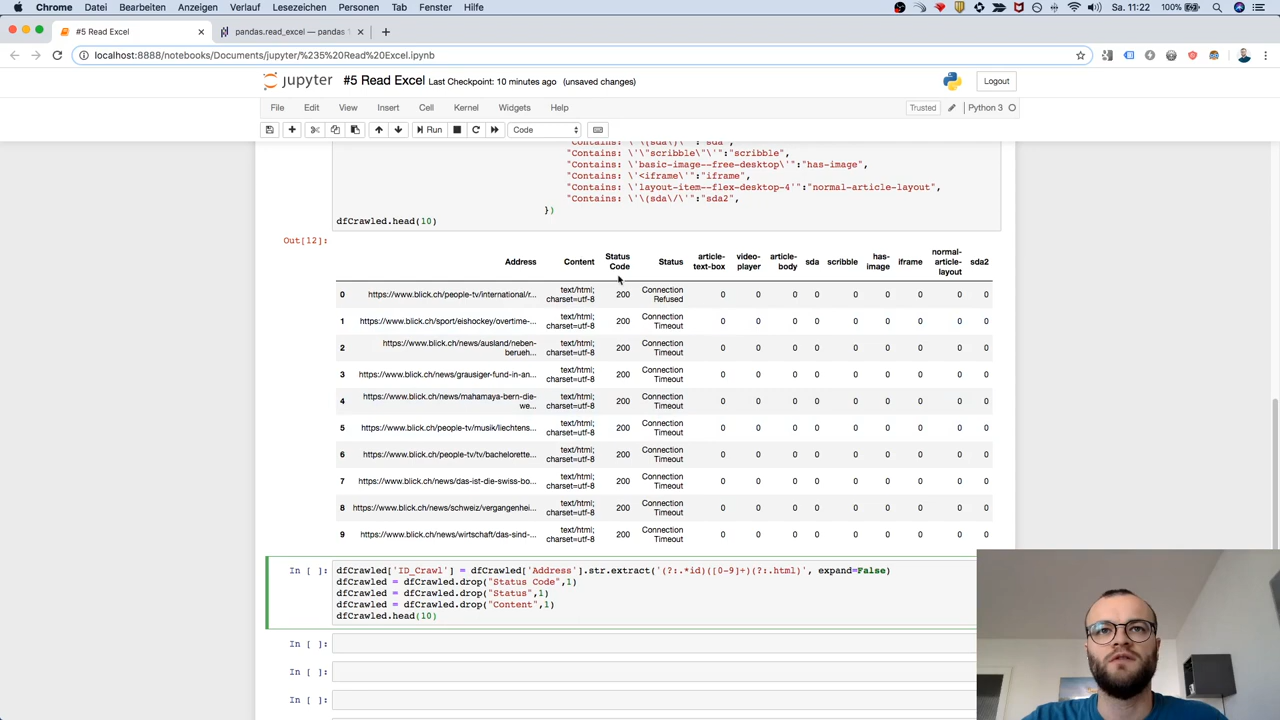 Chrome Datei Bearbeiten Anzeigen Verlauf Lesezeichen Personen Tab Fenster Hilfe 100% Sa. 11:22
#5 Read Excel pandas.read_excel — pandas
localhost:8888/notebooks/Documents/jupyter/%235%20Read%20Excel.ipynb
jupyter #5 Read Excel Last Checkpoint: 10 minutes ago (unsaved changes) Logout
File Edit View Insert Cell Kernel Widgets Help Trusted Python 3
Run Code
"Contains: \'\(sda\)\'":"sda",
"Contains: \'\"scribble\"\'":"scribble",
"Contains: \'basic-image--free-desktop\'":"has-image",
"Contains: \'<iframe\'":"iframe",
"Contains: \'layout-item--flex-desktop-4'":"normal-article-layout",
"Contains: \'\(sda\/\'":"sda2",
})
dfCrawled.head(10)
Out[12]:
Address Content Status Code Status article-text-box video-player article-body sda scribble has-image iframe normal-article-layout sda2
0 https://www.blick.ch/people-tv/international/r... text/html; charset=utf-8 200 Connection Refused 0 0 0 0 0 0 0 0 0
1 https://www.blick.ch/sport/eishockey/overtime-... text/html; charset=utf-8 200 Connection Timeout 0 0 0 0 0 0 0 0 0
2 https://www.blick.ch/news/ausland/neben-berueh... text/html; charset=utf-8 200 Connection Timeout 0 0 0 0 0 0 0 0 0
3 https://www.blick.ch/news/grausiger-fund-in-an... text/html; charset=utf-8 200 Connection Timeout 0 0 0 0 0 0 0 0 0
4 https://www.blick.ch/news/mahamaya-bern-die-we... text/html; charset=utf-8 200 Connection Timeout 0 0 0 0 0 0 0 0 0
5 https://www.blick.ch/people-tv/musik/liechtens... text/html; charset=utf-8 200 Connection Timeout 0 0 0 0 0 0 0 0 0
6 https://www.blick.ch/people-tv/tv/bachelorette... text/html; charset=utf-8 200 Connection Timeout 0 0 0 0 0 0 0 0 0
7 https://www.blick.ch/news/das-ist-die-swiss-bo... text/html; charset=utf-8 200 Connection Timeout 0 0 0 0 0 0 0 0 0
8 https://www.blick.ch/news/schweiz/vergangenhei... text/html; charset=utf-8 200 Connection Timeout 0 0 0 0 0 0 0 0 0
9 https://www.blick.ch/news/wirtschaft/das-sind-... text/html; charset=utf-8 200 Connection Timeout 0 0 0 0 0 0 0 0 0
In [ ]: dfCrawled['ID_Crawl'] = dfCrawled['Address'].str.extract('(?:.*id)([0-9]+)(?:.html)', expand=False)
dfCrawled = dfCrawled.drop("Status Code",1)
dfCrawled = dfCrawled.drop("Status",1)
dfCrawled = dfCrawled.drop("Content",1)
dfCrawled.head(10)
In [ ]:
In [ ]:
In [ ]: